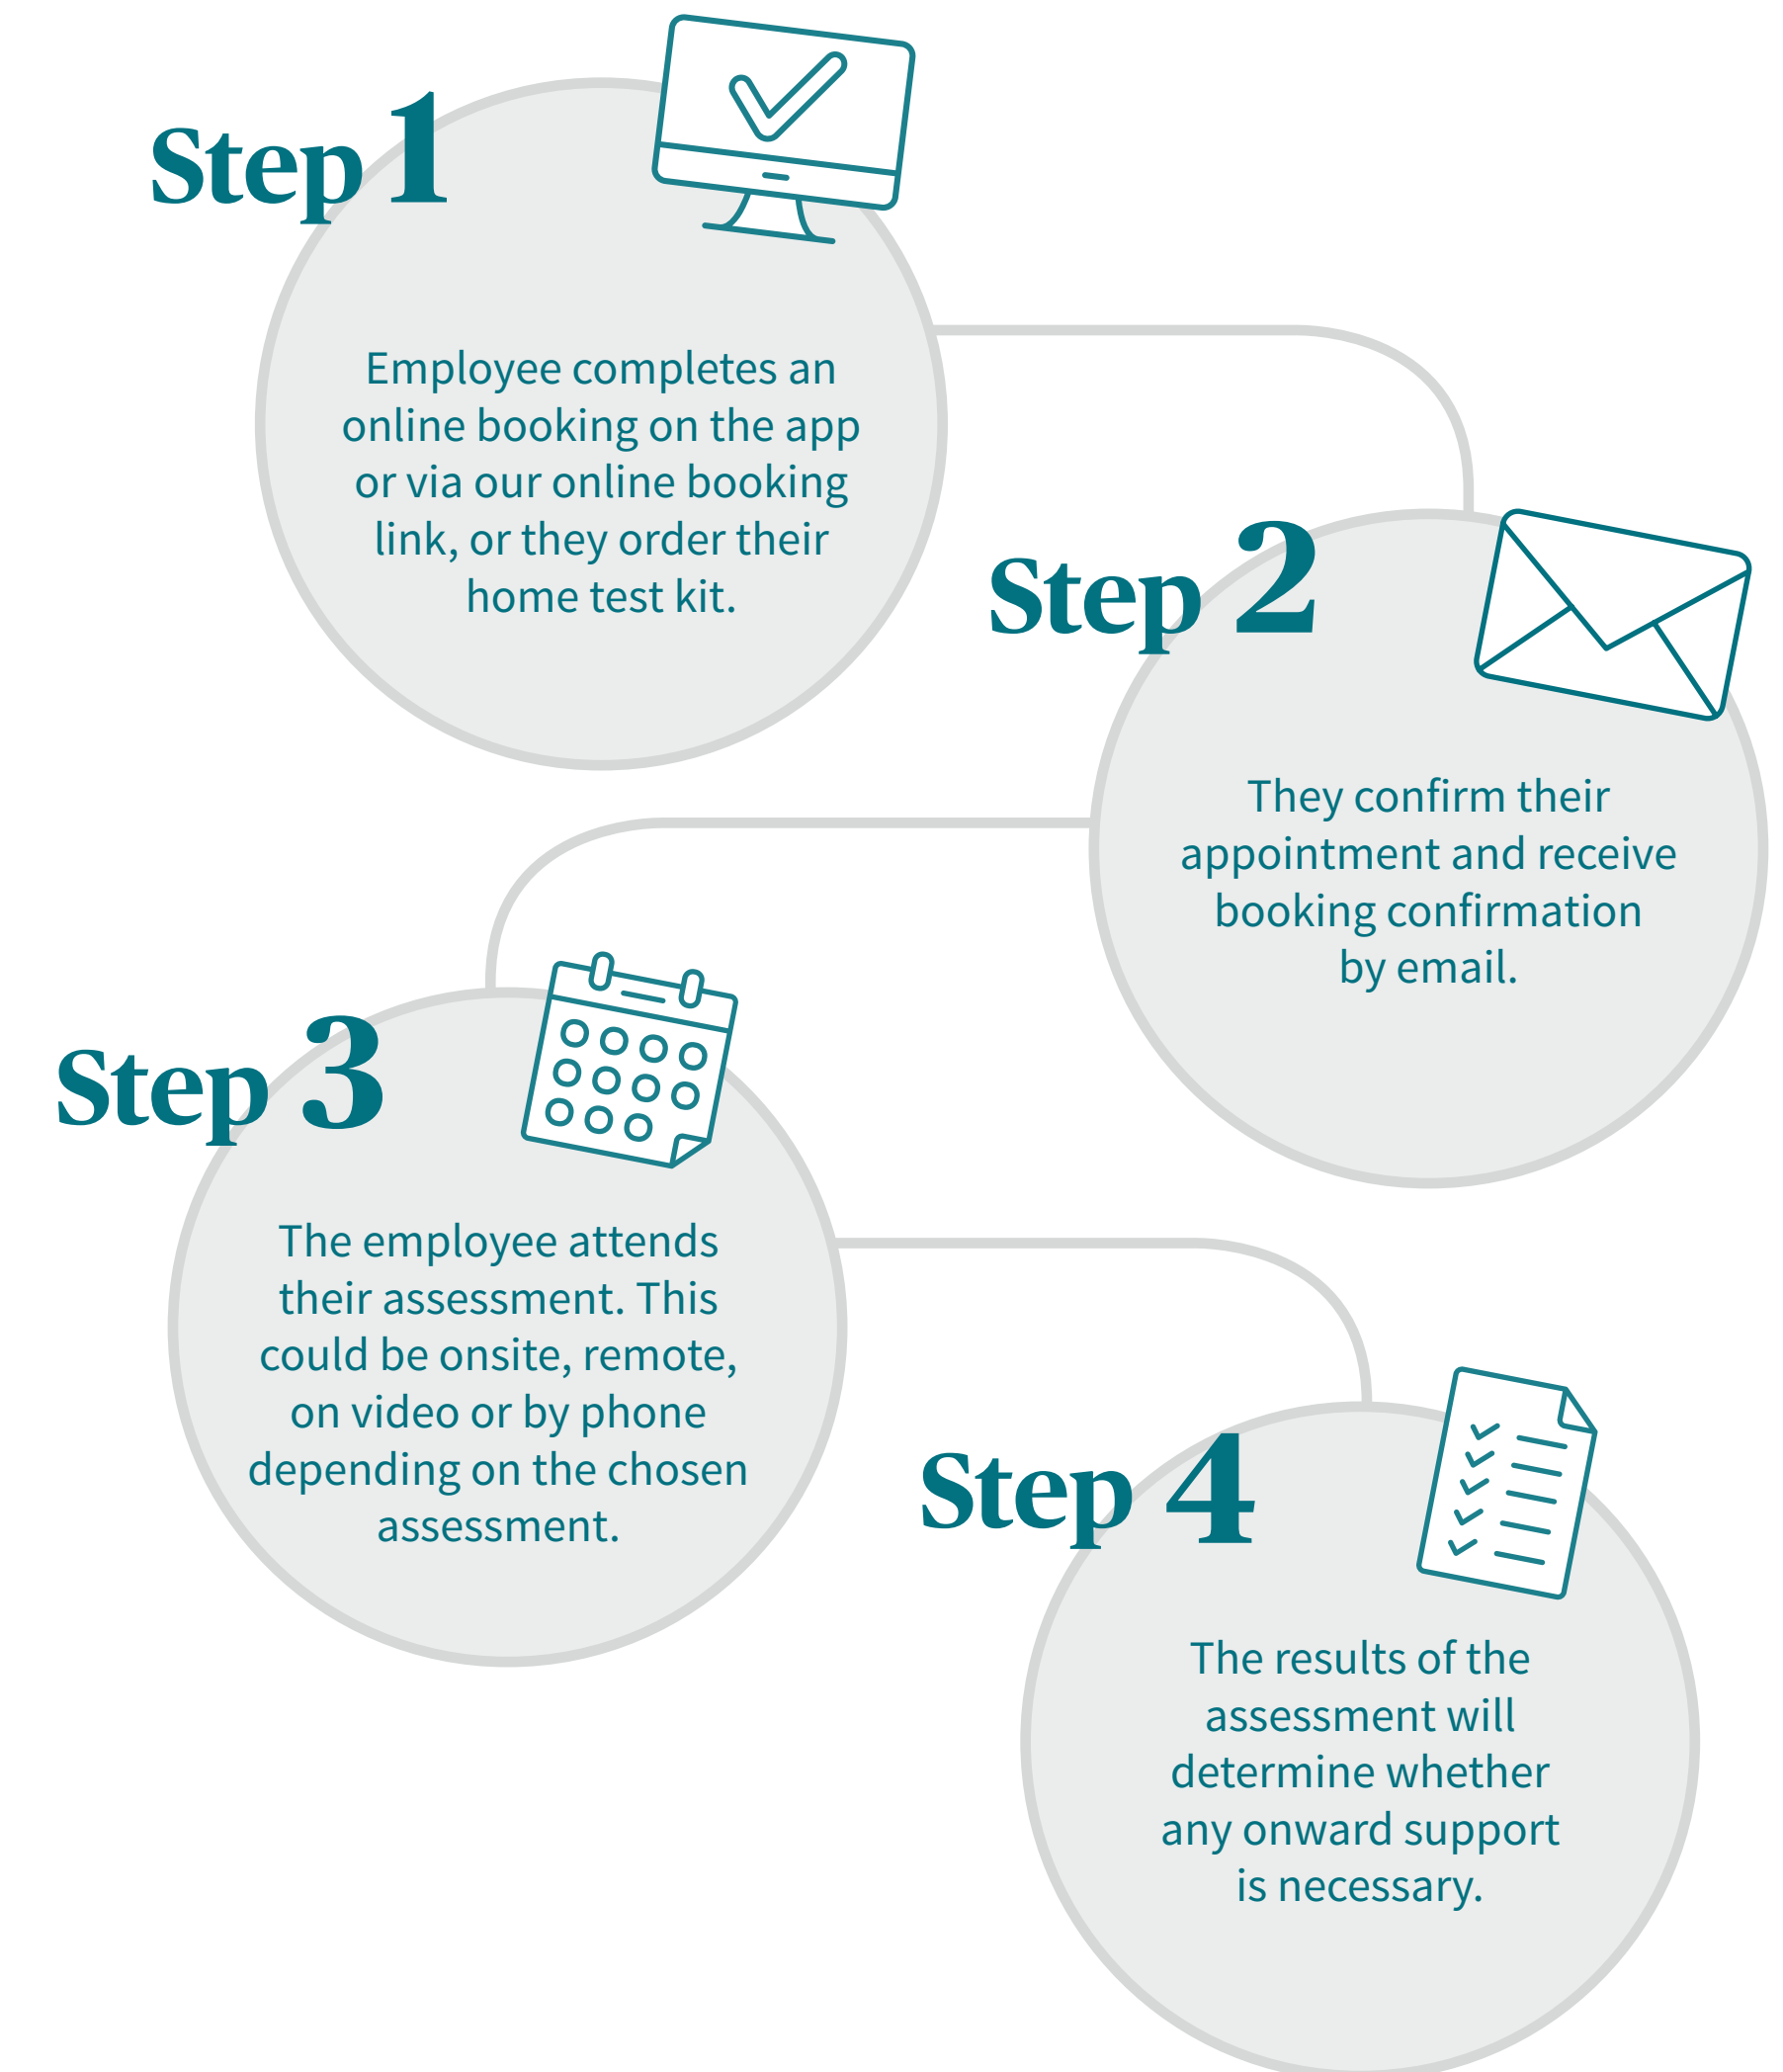 Step 1
Employee completes an
online booking on the app
or via our online booking
link, or they order their
home test kit.
Step 2
They confirm their
appointment and receive
booking confirmation
by email.
Step 3
The employee attends
their assessment. This
could be onsite, remote,
on video or by phone
depending on the chosen
assessment.
Step 4
The results of the
assessment will
determine whether
any onward support
is necessary.